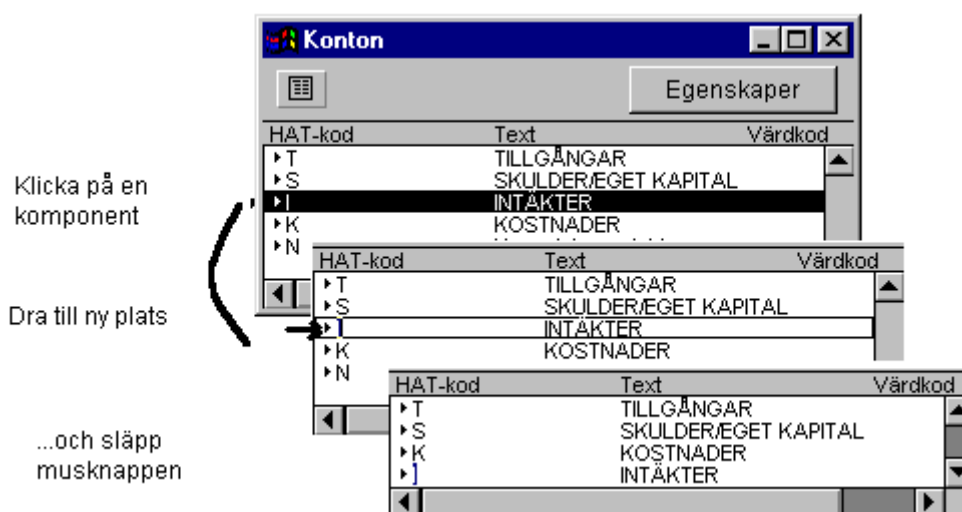 Konton
Egenskaper
HAT-kod Text Värdkod
T TILLGÅNGAR
S SKULDER/EGET KAPITAL
I INTÄKTER
K KOSTNADER
N
Klicka på en
komponent
HAT-kod Text Värdkod
T TILLGÅNGAR
S SKULDER/EGET KAPITAL
I INTÄKTER
K KOSTNADER
N
Dra till ny plats
HAT-kod Text Värdkod
T TILLGÅNGAR
S SKULDER/EGET KAPITAL
K KOSTNADER
I INTÄKTER
...och släpp
musknappen